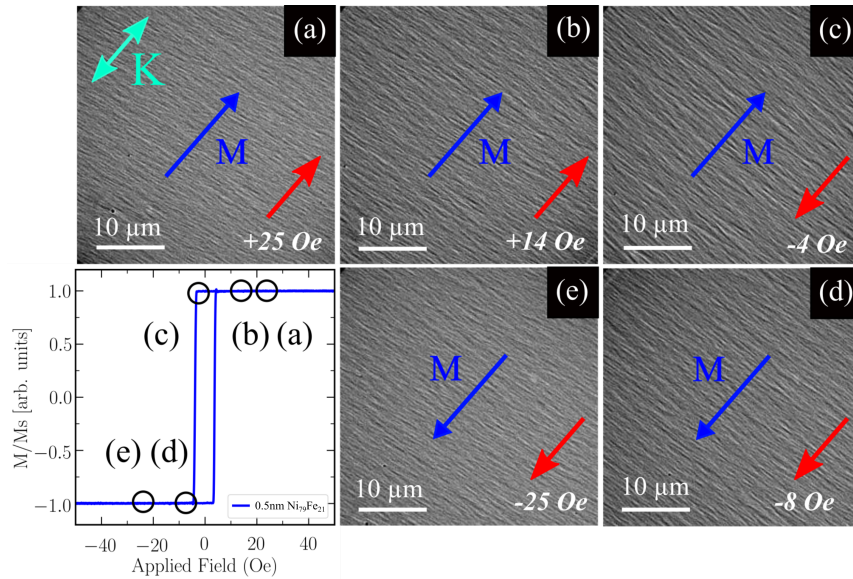 (a)
K
M
10 µm
+25 Oe
(b)
M
10 µm
+14 Oe
(c)
M
10 µm
-4 Oe
M/Ms [arb. units]
1.0
0.5
0.0
−0.5
−1.0
(c)
(b) (a)
(e) (d)
0.5nm Ni₇₉Fe₂₁
−40 −20 0 20 40
Applied Field (Oe)
(e)
M
10 µm
-25 Oe
(d)
M
10 µm
-8 Oe